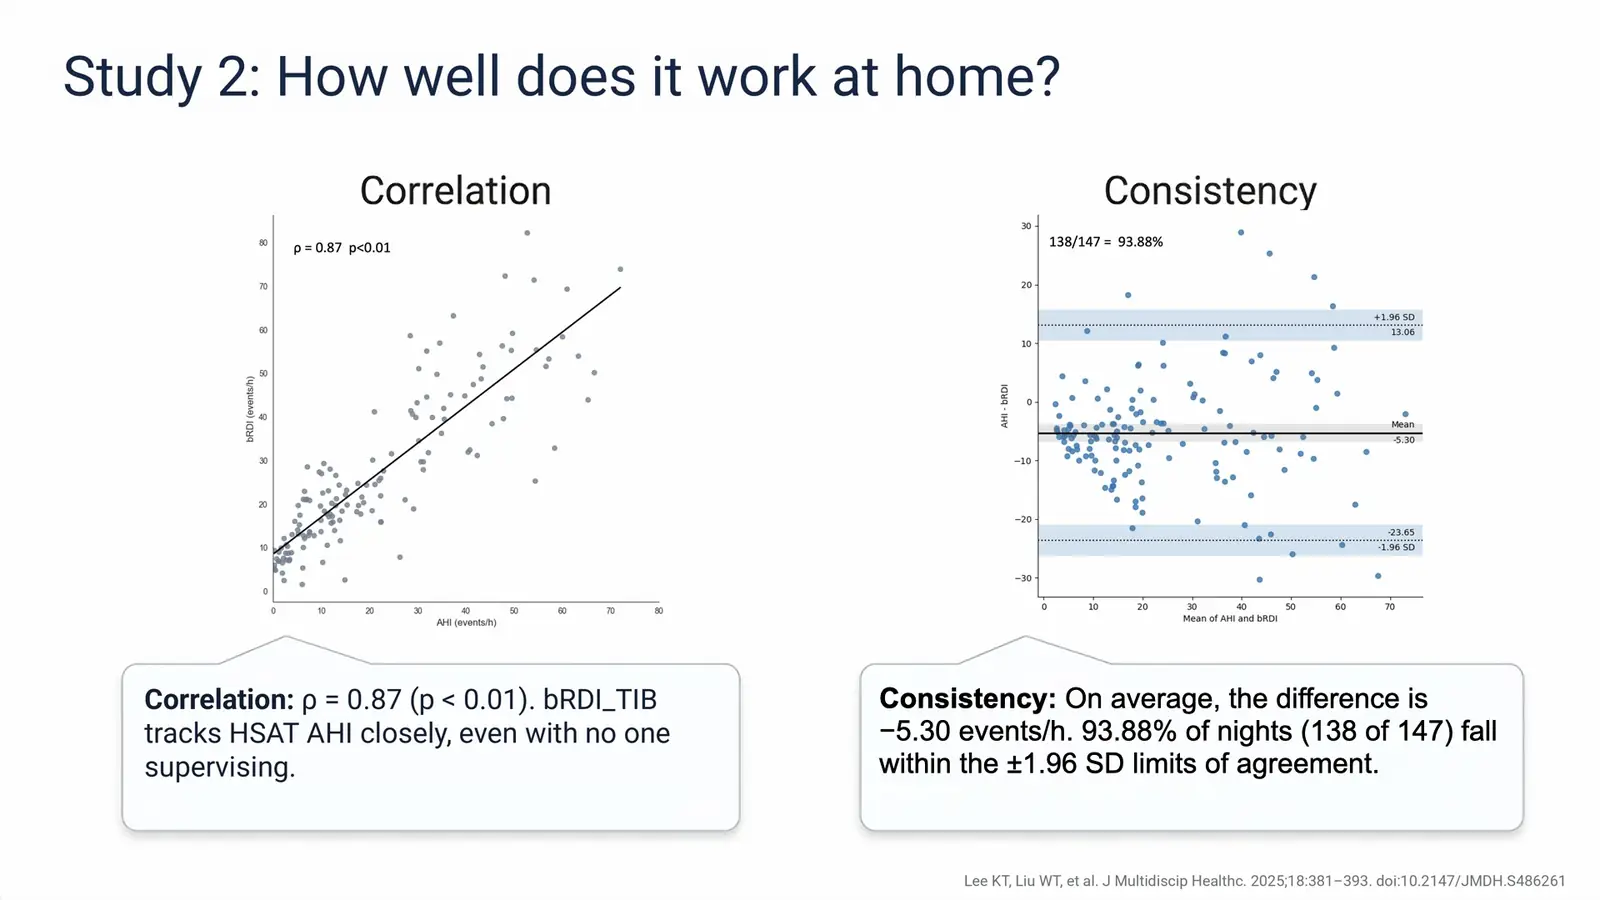 Study 2: How well does it work at home?
Correlation
ρ = 0.87 p<0.01
80
70
60
50
40
30
20
10
0
bRDI (events/h)
0 10 20 30 40 50 60 70 80
AHI (events/h)
Correlation: ρ = 0.87 (p < 0.01). bRDI_TIB
tracks HSAT AHI closely, even with no one
supervising.
Consistency
138/147 = 93.88%
30
20
10
0
−10
−20
−30
AHI - bRDI
+1.96 SD
13.06
Mean
-5.30
-23.65
-1.96 SD
0 10 20 30 40 50 60 70
Mean of AHI and bRDI
Consistency: On average, the difference is
−5.30 events/h. 93.88% of nights (138 of 147) fall
within the ±1.96 SD limits of agreement.
Lee KT, Liu WT, et al. J Multidiscip Healthc. 2025;18:381–393. doi:10.2147/JMDH.S486261